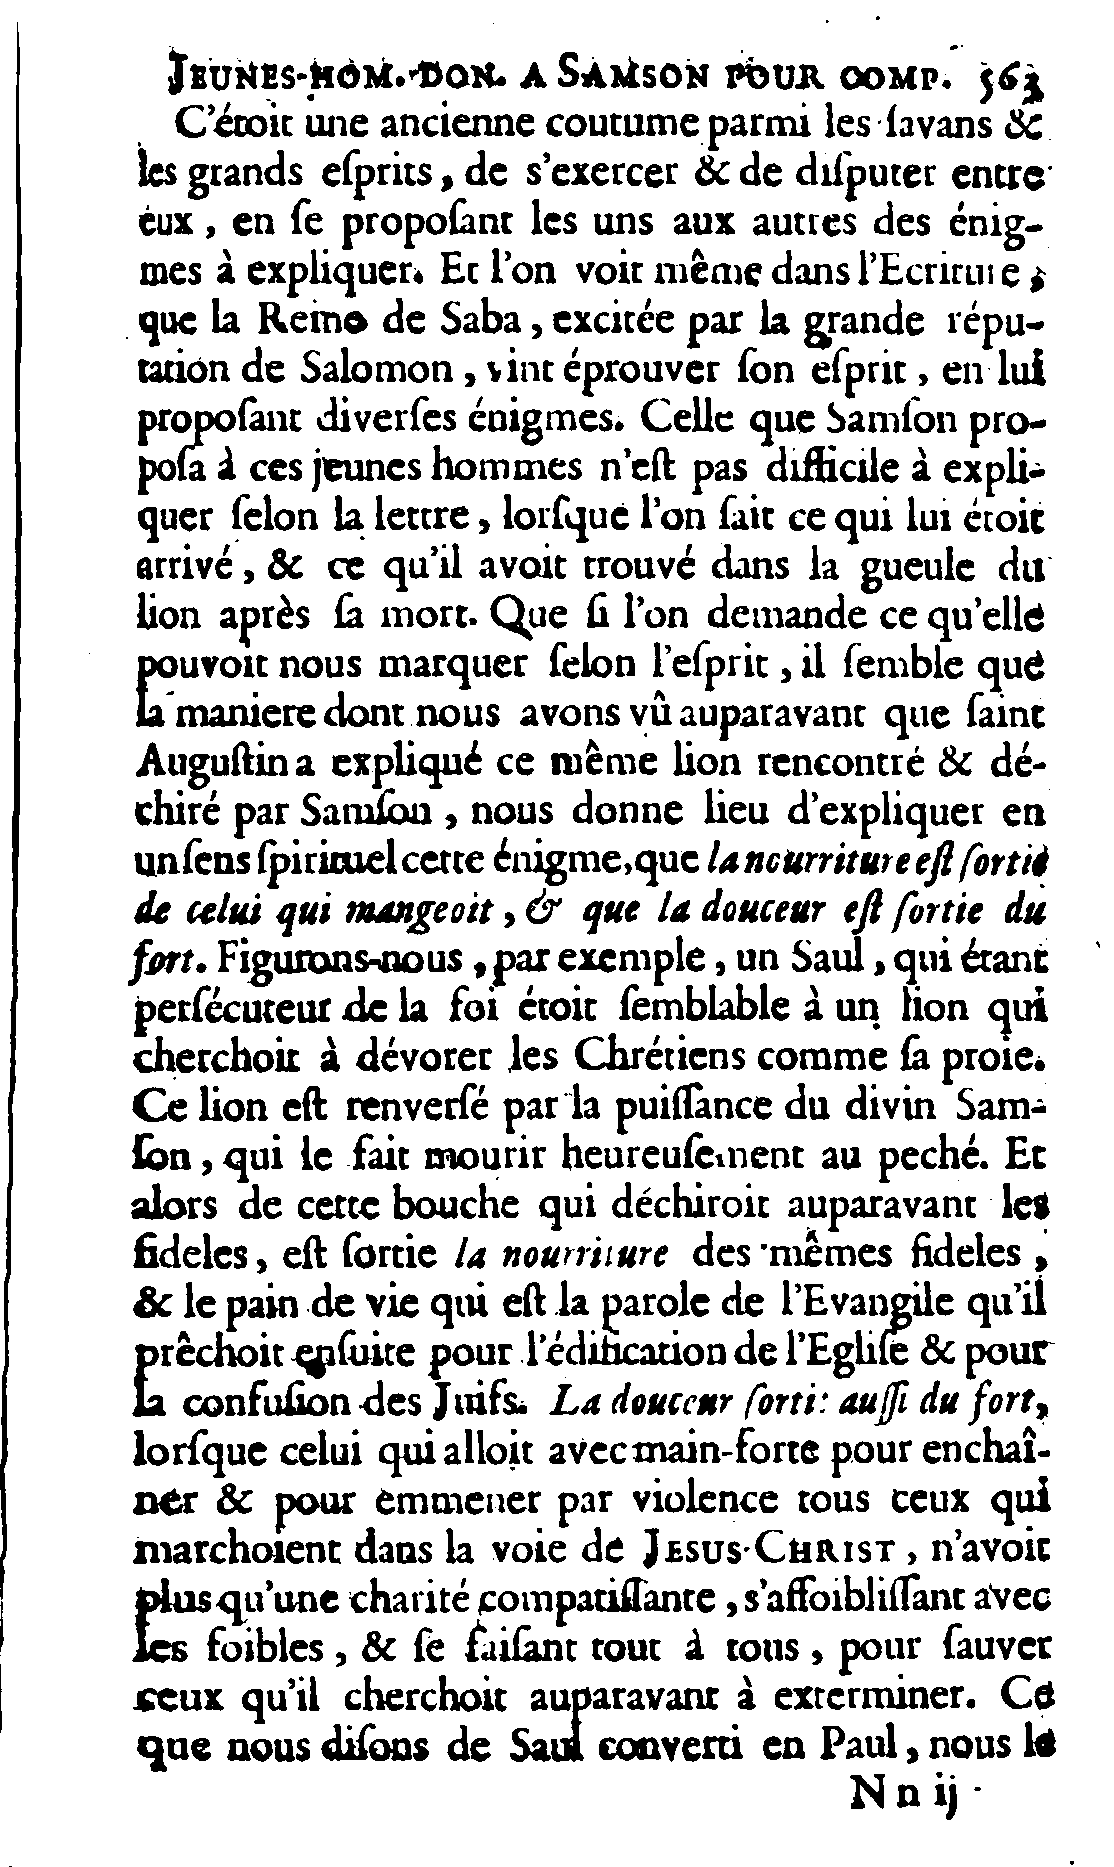 JEUNES-HOM. DON. A SAMSON POUR COMP. 563
C'étoit une ancienne coutume parmi les ſavans &
les grands eſprits, de s'exercer & de diſputer entre
eux, en ſe propoſant les uns aux autres des énig-
mes à expliquer. Et l'on voit même dans l'Ecriture,
que la Reine de Saba, excitée par la grande répu-
tation de Salomon, vint éprouver ſon eſprit, en lui
propoſant diverſes énigmes. Celle que Samſon pro-
poſa à ces jeunes hommes n'eſt pas difficile à expli-
quer ſelon la lettre, lorſque l'on ſait ce qui lui étoit
arrivé, & ce qu'il avoit trouvé dans la gueule du
lion après ſa mort. Que ſi l'on demande ce qu'elle
pouvoit nous marquer ſelon l'eſprit, il ſemble que
la maniere dont nous avons vû auparavant que ſaint
Auguſtin a expliqué ce même lion rencontré & dé-
chiré par Samſon, nous donne lieu d'expliquer en
un ſens ſpirituel cette énigme, que la nourriture eſt ſortie
de celui qui mangeoit, & que la douceur eſt ſortie du
fort. Figurons-nous, par exemple, un Saul, qui étant
perſécuteur de la foi étoit ſemblable à un lion qui
cherchoit à dévorer les Chrétiens comme ſa proie.
Ce lion eſt renverſé par la puiſſance du divin Sam-
ſon, qui le fait mourir heureuſement au peché. Et
alors de cette bouche qui déchiroit auparavant les
fideles, eſt ſortie la nourriture des mêmes fideles,
& le pain de vie qui eſt la parole de l'Evangile qu'il
prêchoit enſuite pour l'édification de l'Egliſe & pour
la confuſion des Juifs. La douceur ſortit auſſi du fort,
lorſque celui qui alloit avec main-forte pour enchaî-
ner & pour emmener par violence tous ceux qui
marchoient dans la voie de JESUS-CHRIST, n'avoit
plus qu'une charité compatiſſante, s'affoibliſſant avec
les foibles, & ſe faiſant tout à tous, pour ſauver
ceux qu'il cherchoit auparavant à exterminer. Ce
que nous diſons de Saul converti en Paul, nous le
Nn ij